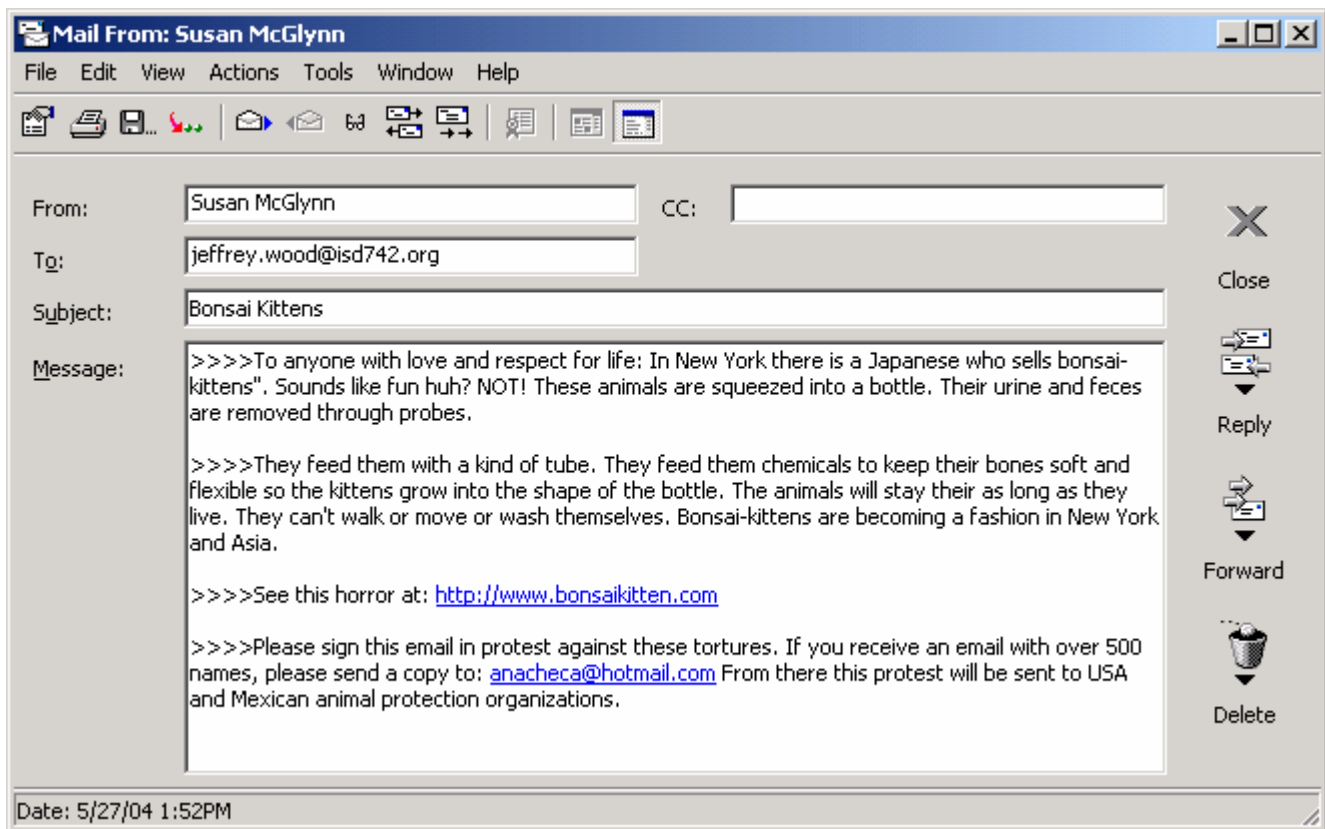 Mail From: Susan McGlynn
File Edit View Actions Tools Window Help
From: Susan McGlynn CC:
To: jeffrey.wood@isd742.org
Close
Subject: Bonsai Kittens
Message:
>>>>To anyone with love and respect for life: In New York there is a Japanese who sells bonsai-
kittens". Sounds like fun huh? NOT! These animals are squeezed into a bottle. Their urine and feces
are removed through probes.
Reply
>>>>They feed them with a kind of tube. They feed them chemicals to keep their bones soft and
flexible so the kittens grow into the shape of the bottle. The animals will stay their as long as they
live. They can't walk or move or wash themselves. Bonsai-kittens are becoming a fashion in New York
and Asia.
Forward
>>>>See this horror at: http://www.bonsaikitten.com
>>>>Please sign this email in protest against these tortures. If you receive an email with over 500
names, please send a copy to: anacheca@hotmail.com From there this protest will be sent to USA
and Mexican animal protection organizations.
Delete
Date: 5/27/04 1:52PM